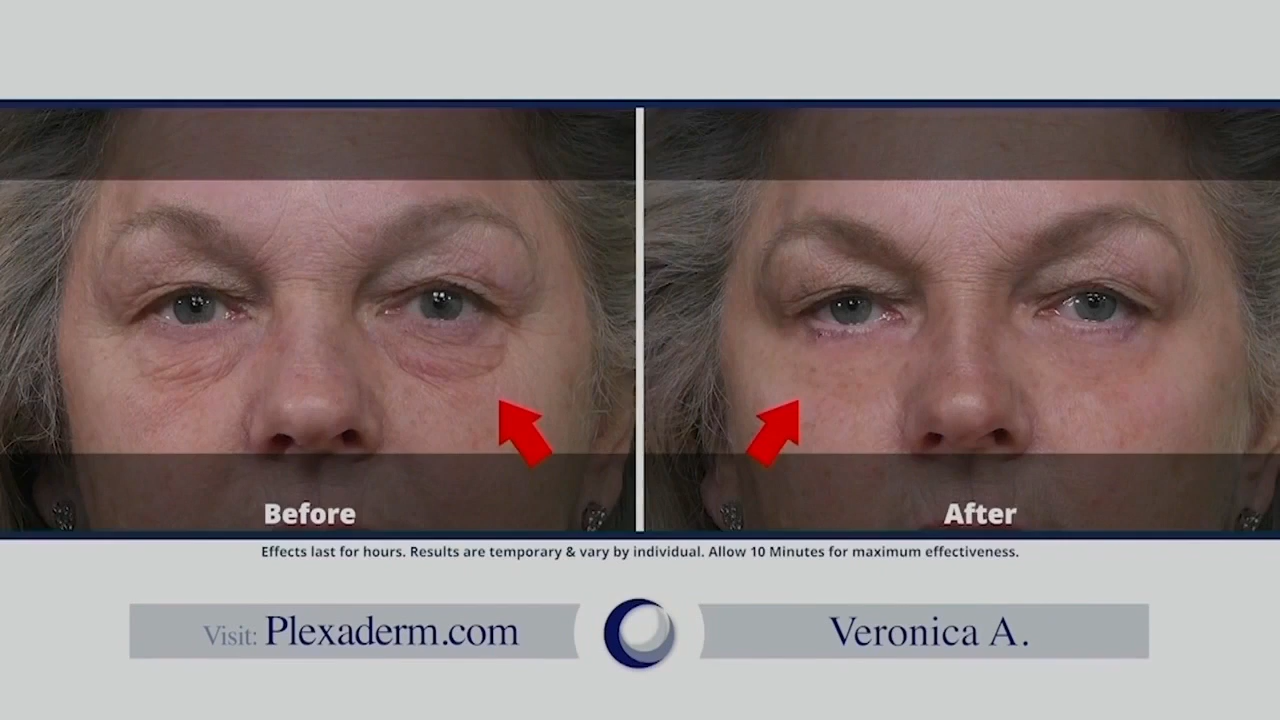 Before
After
Effects last for hours. Results are temporary & vary by individual. Allow 10 Minutes for maximum effectiveness.
Visit: Plexaderm.com
Veronica A.